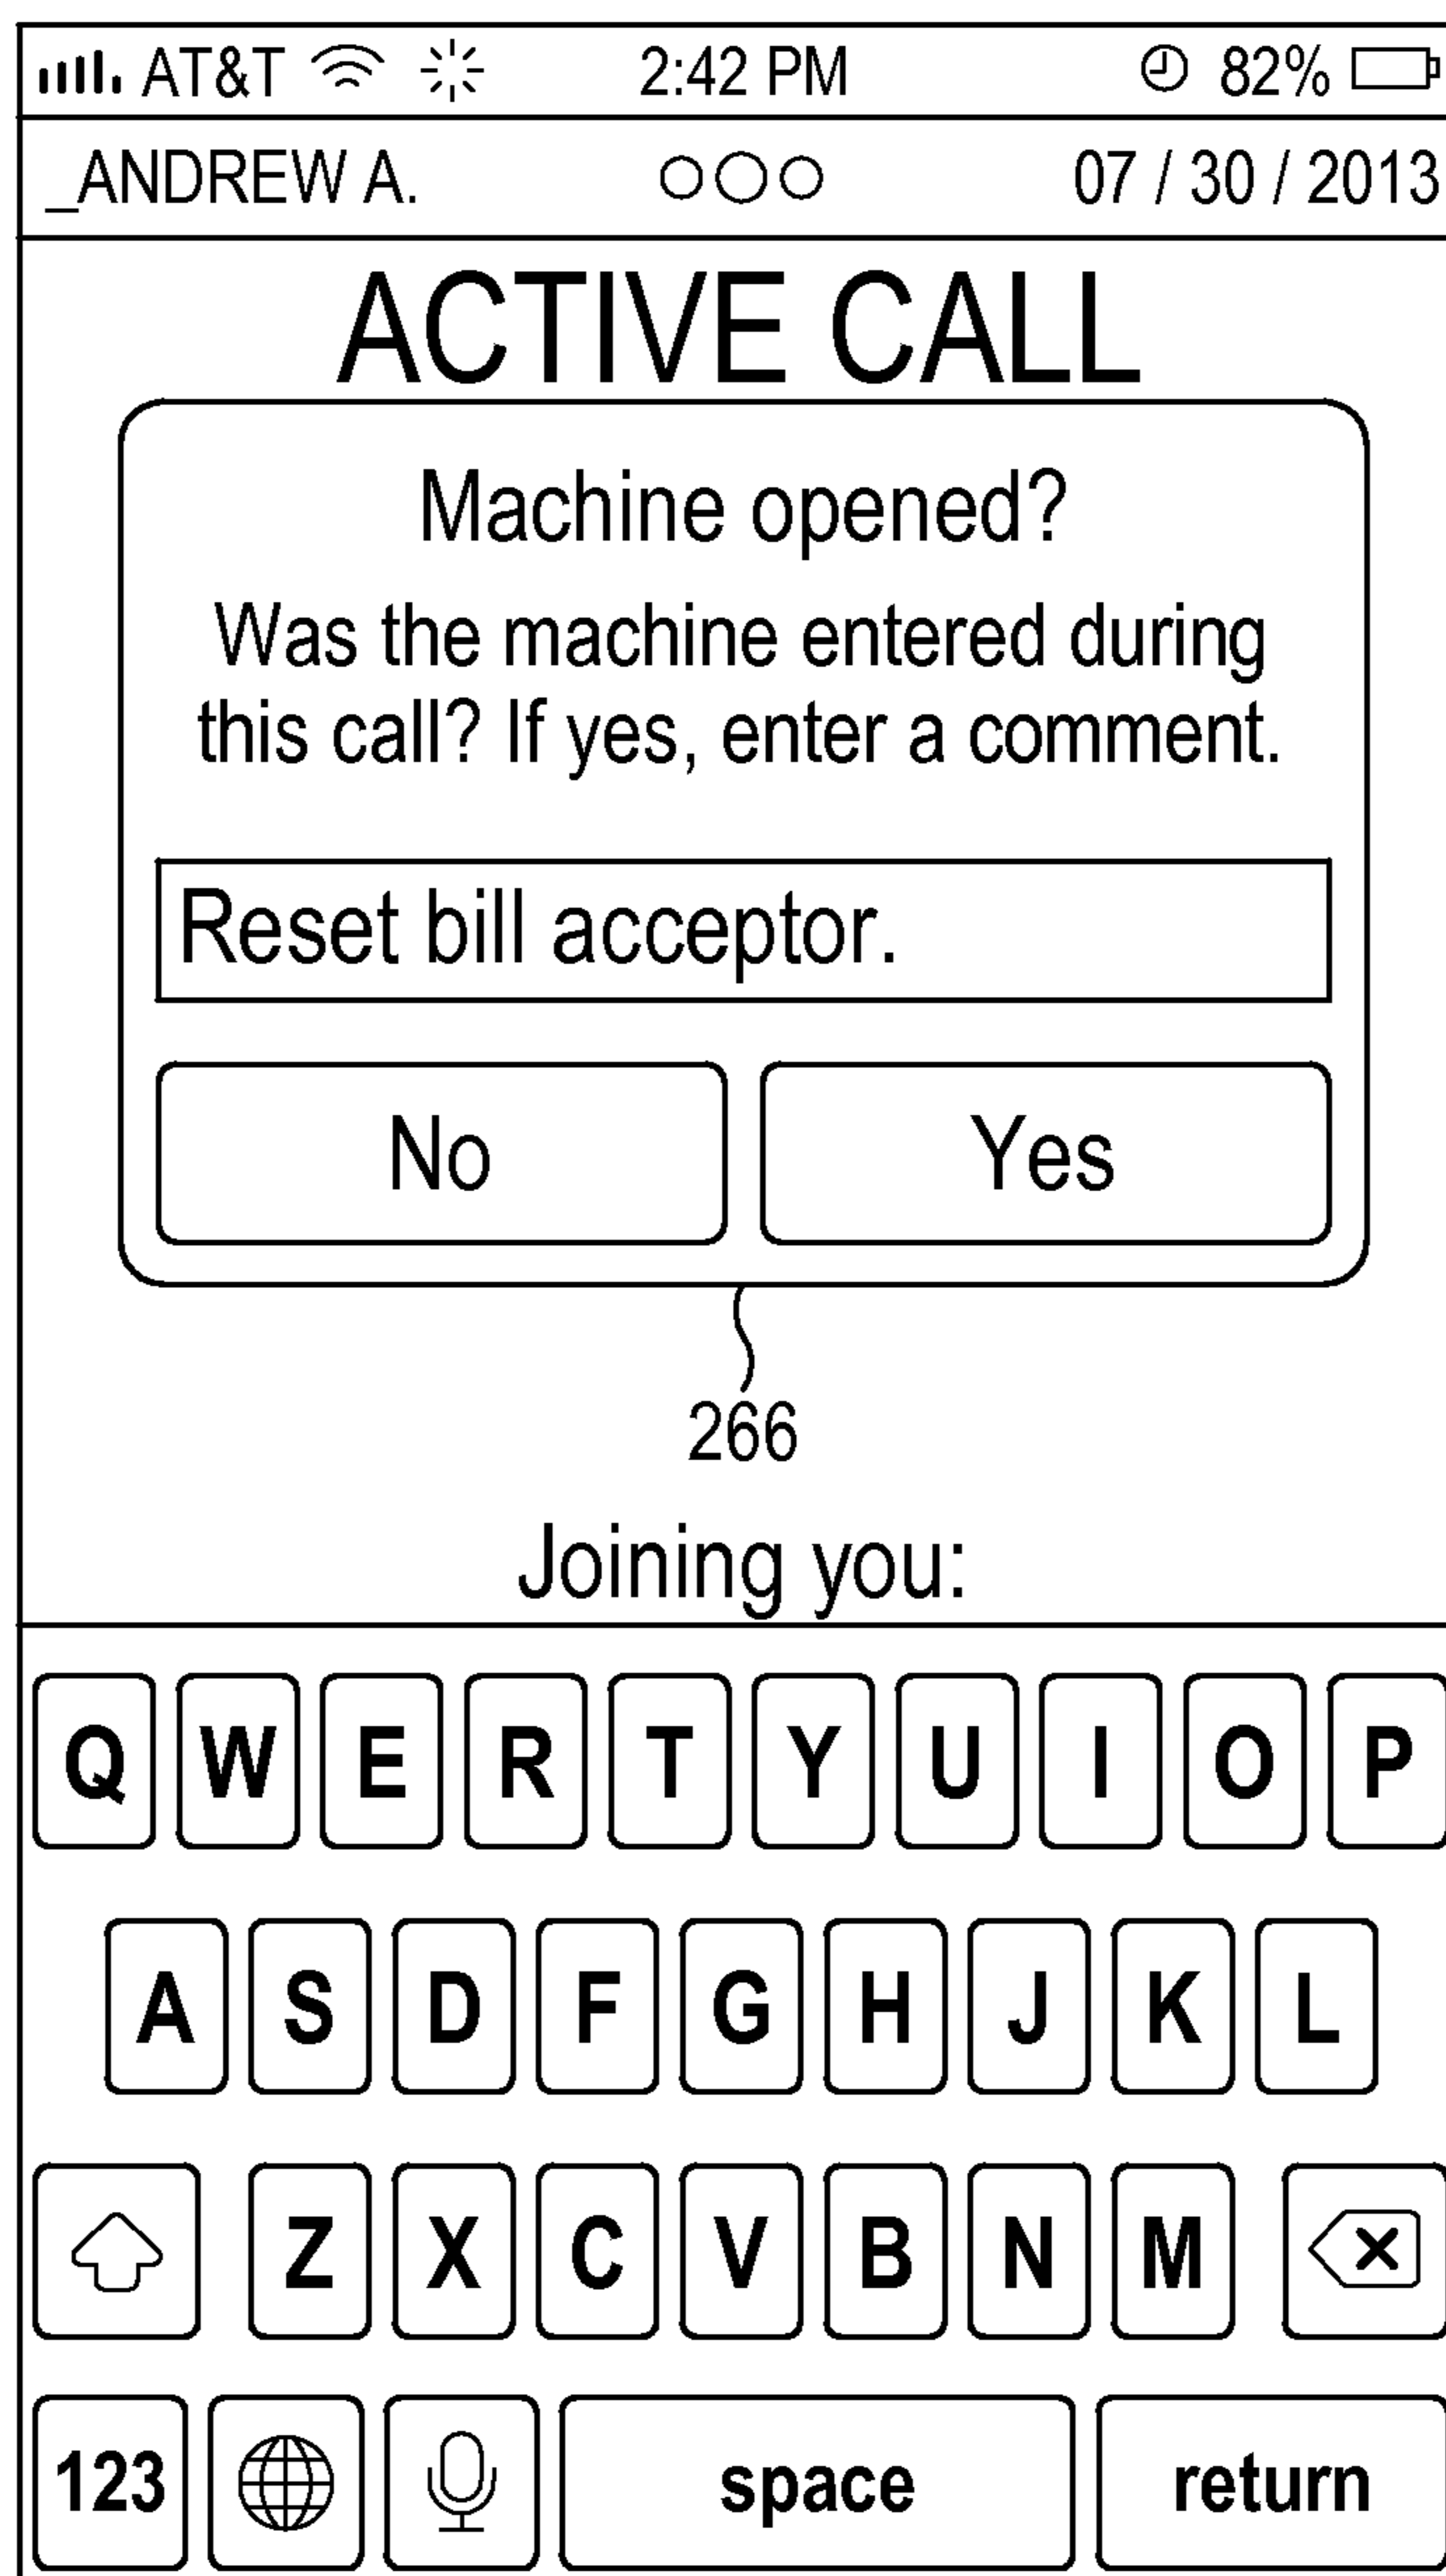 AT&T 2:42 PM 82%
_ANDREW A. 07 / 30 / 2013
ACTIVE CALL
Machine opened?
Was the machine entered during
this call? If yes, enter a comment.
Reset bill acceptor.
No Yes
266
Joining you:
Q W E R T Y U I O P
A S D F G H J K L
Z X C V B N M
123 space return